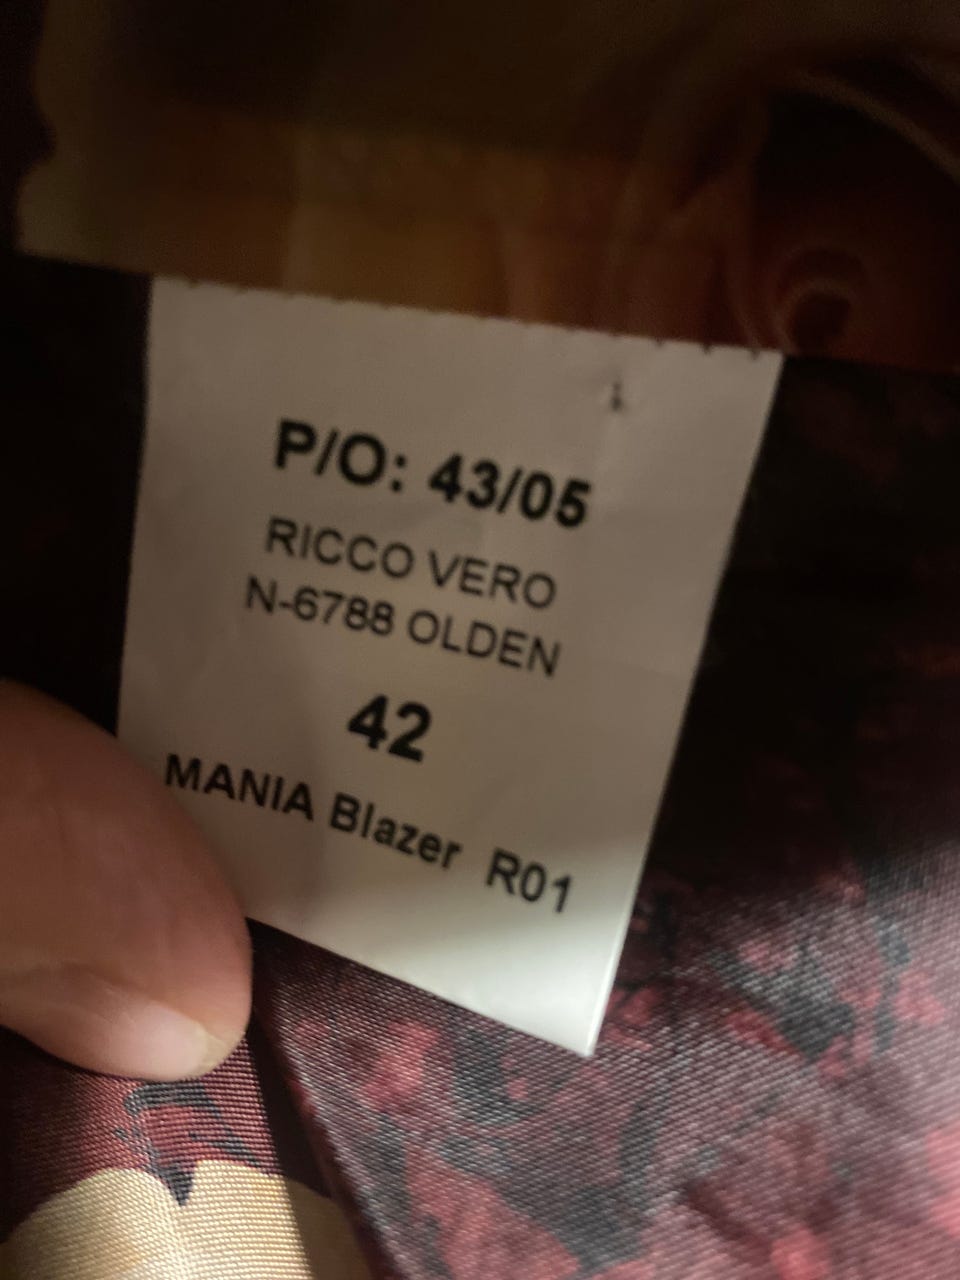 P/O: 43/05
RICCO VERO
N-6788 OLDEN
42
MANIA Blazer R01